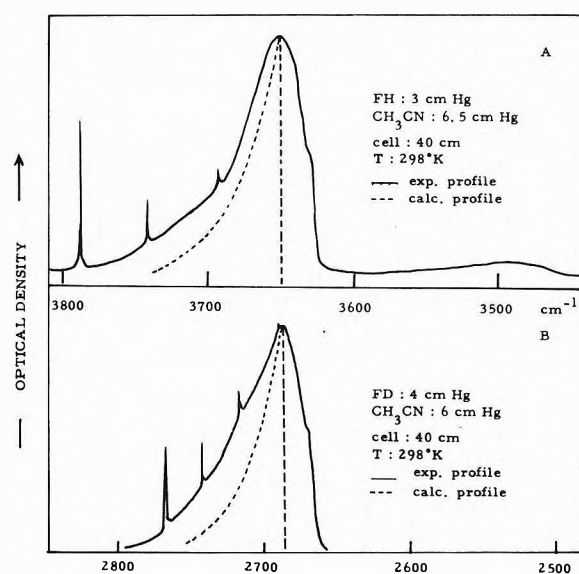 A
FH : 3 cm Hg
CH3CN : 6.5 cm Hg
cell : 40 cm
T : 298°K
exp. profile
calc. profile
3800 3700 3600 3500 cm-1
OPTICAL DENSITY
B
FD : 4 cm Hg
CH3CN : 6 cm Hg
cell : 40 cm
T : 298°K
exp. profile
calc. profile
2800 2700 2600 2500